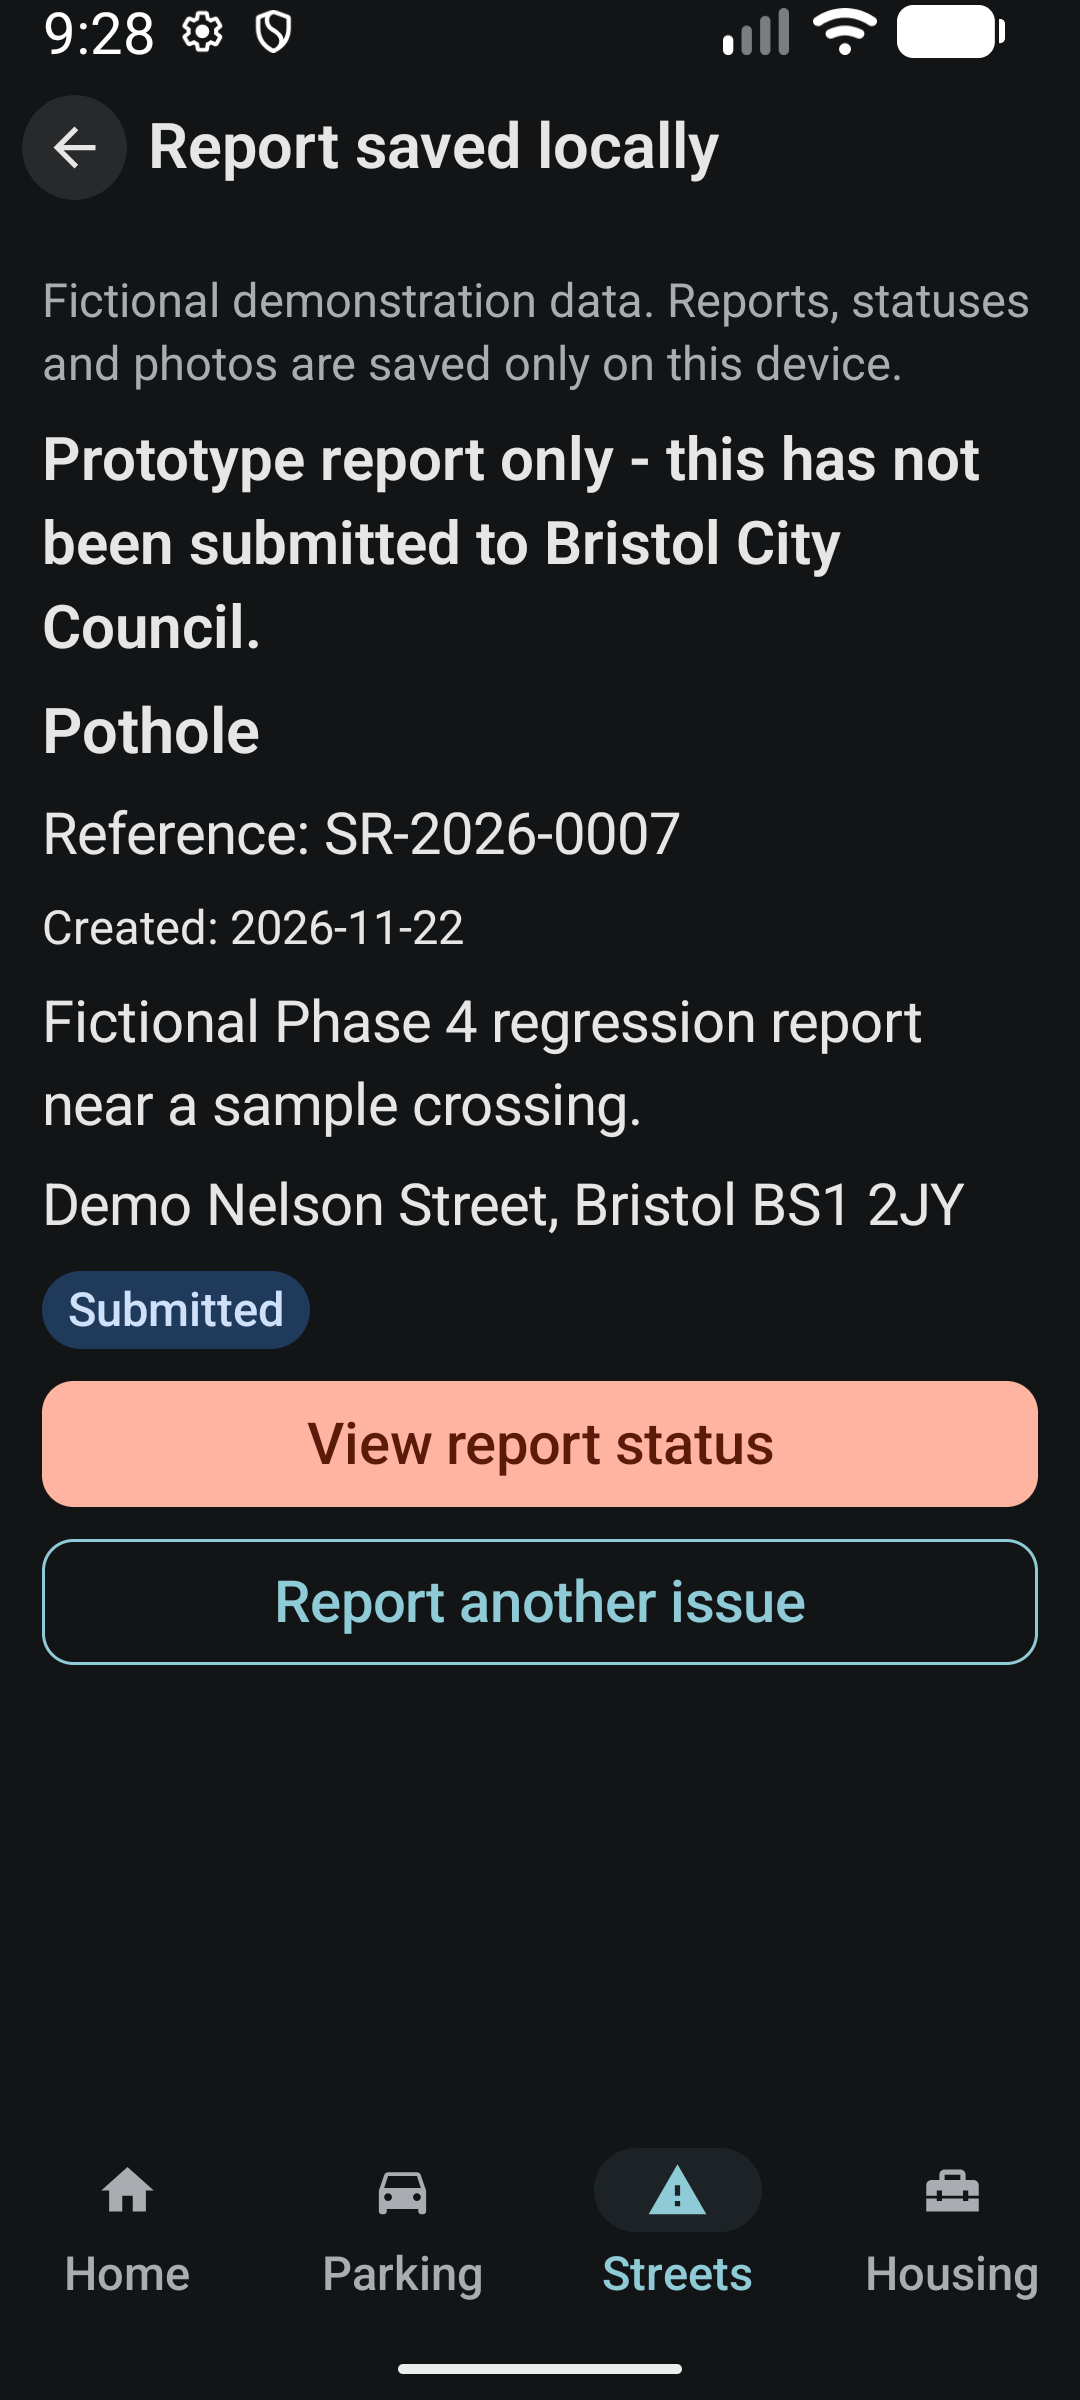 9:28
Report saved locally
Fictional demonstration data. Reports, statuses
and photos are saved only on this device.
Prototype report only - this has not
been submitted to Bristol City
Council.
Pothole
Reference: SR-2026-0007
Created: 2026-11-22
Fictional Phase 4 regression report
near a sample crossing.
Demo Nelson Street, Bristol BS1 2JY
Submitted
View report status
Report another issue
Home Parking Streets Housing